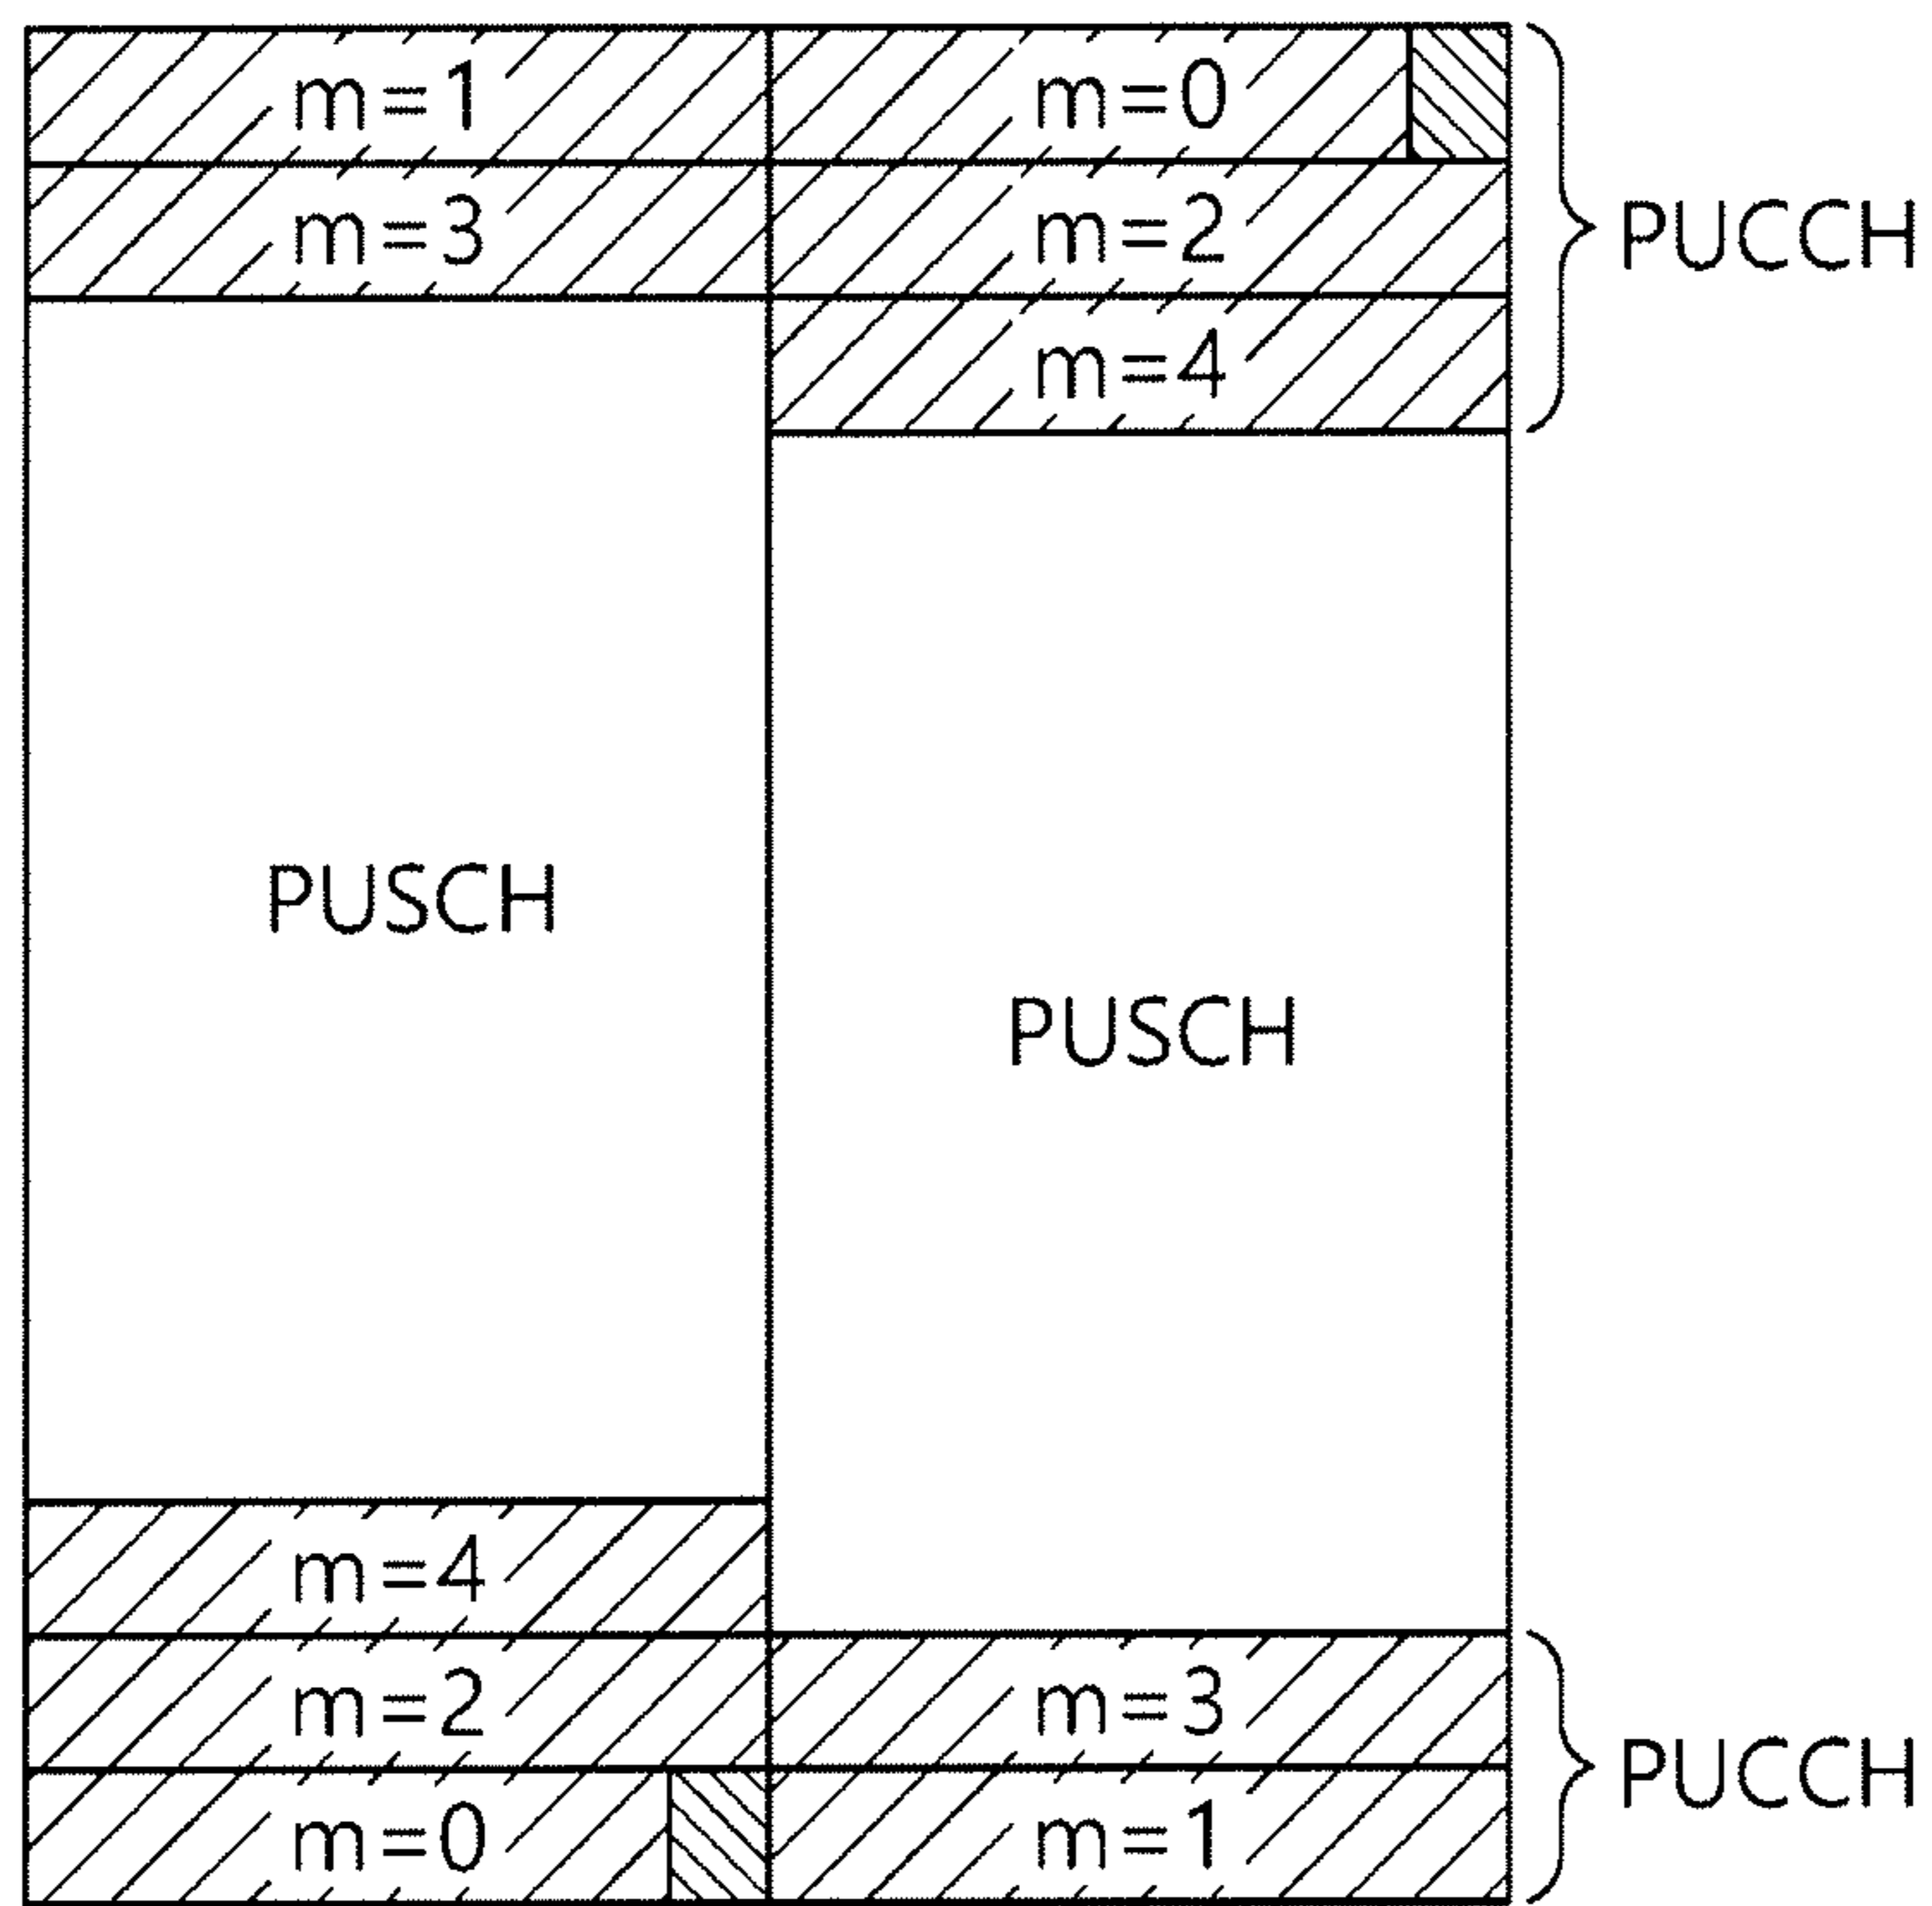 m=1 m=0
m=3 m=2 PUCCH
m=4
PUSCH
PUSCH
m=4
m=2 m=3
m=0 m=1 PUCCH